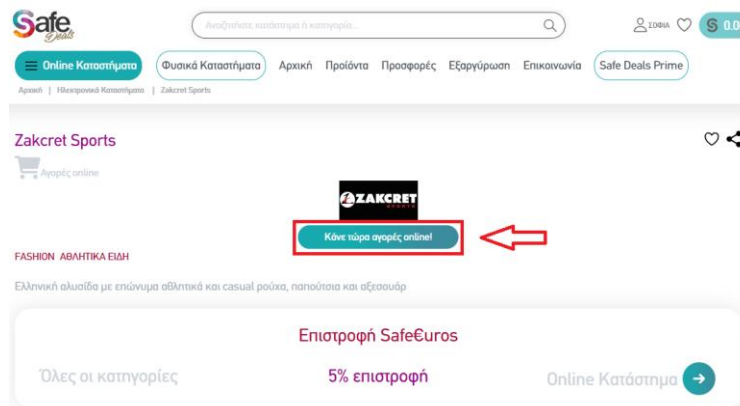 Safe
Deals
Αναζητήστε κατάστημα ή κατηγορία...
ΣΟΦΙΑ
S 0.0
Online Καταστήματα
Φυσικά Καταστήματα
Αρχική
Προϊόντα
Προσφορές
Εξαργύρωση
Επικοινωνία
Safe Deals Prime
Αρχική | Ηλεκτρονικά Καταστήματα | Zakcret Sports
Zakcret Sports
Αγορές online
ZAKCRET
SPORTS
Κάνε τώρα αγορές online!
FASHION ΑΘΛΗΤΙΚΑ ΕΙΔΗ
Ελληνική αλυσίδα με επώνυμα αθλητικά και casual ρούχα, παπούτσια και αξεσουάρ
Επιστροφή Safe€uros
Όλες οι κατηγορίες
5% επιστροφή
Online Κατάστημα